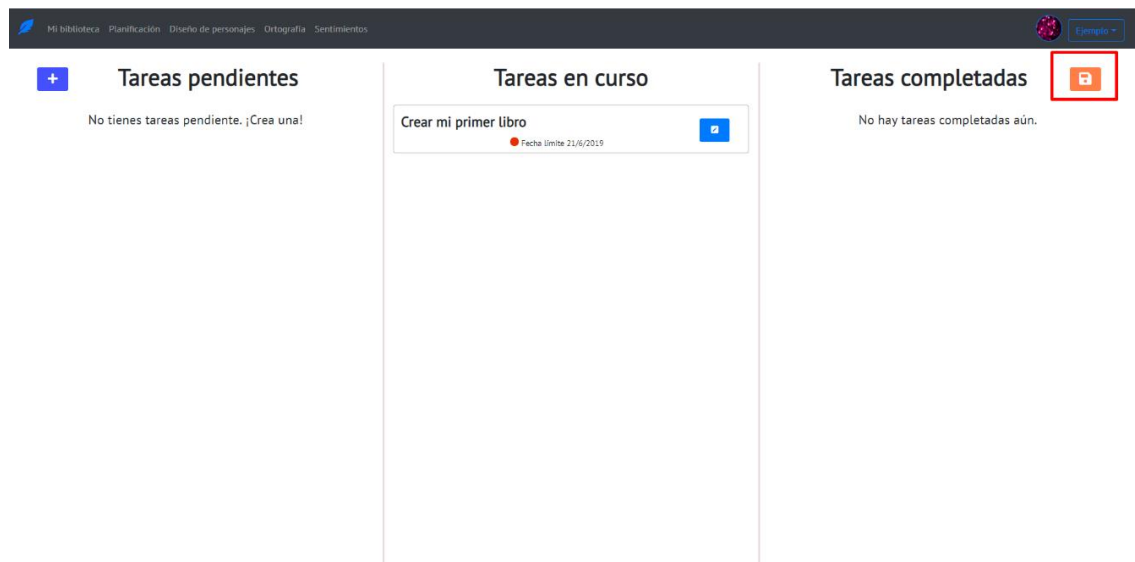 Mi biblioteca Planificación Diseño de personajes Ortografía Sentimientos
Ejemplo
Tareas pendientes
No tienes tareas pendiente. ¡Crea una!
Tareas en curso
Crear mi primer libro
Fecha límite 21/6/2019
Tareas completadas
No hay tareas completadas aún.